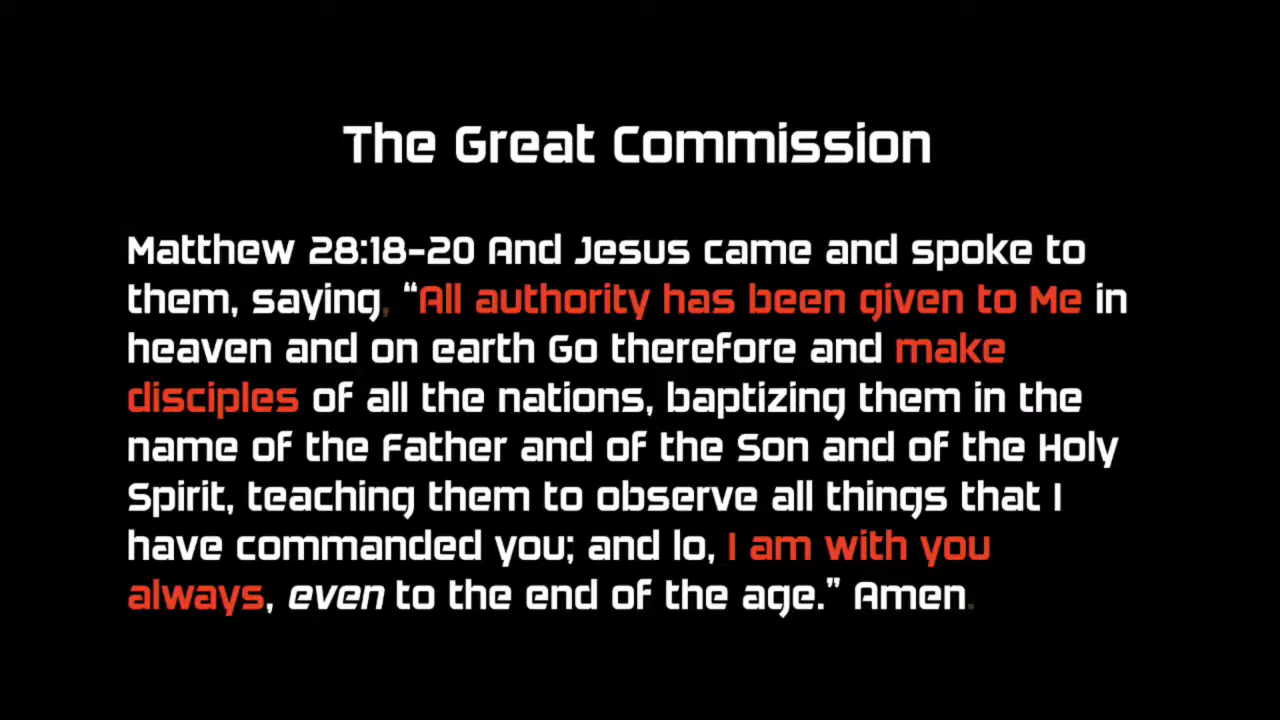 The Great Commission
Matthew 28:18-20 And Jesus came and spoke to
them, saying, “All authority has been given to Me in
heaven and on earth Go therefore and make
disciples of all the nations, baptizing them in the
name of the Father and of the Son and of the Holy
Spirit, teaching them to observe all things that I
have commanded you; and lo, I am with you
always, even to the end of the age.” Amen.